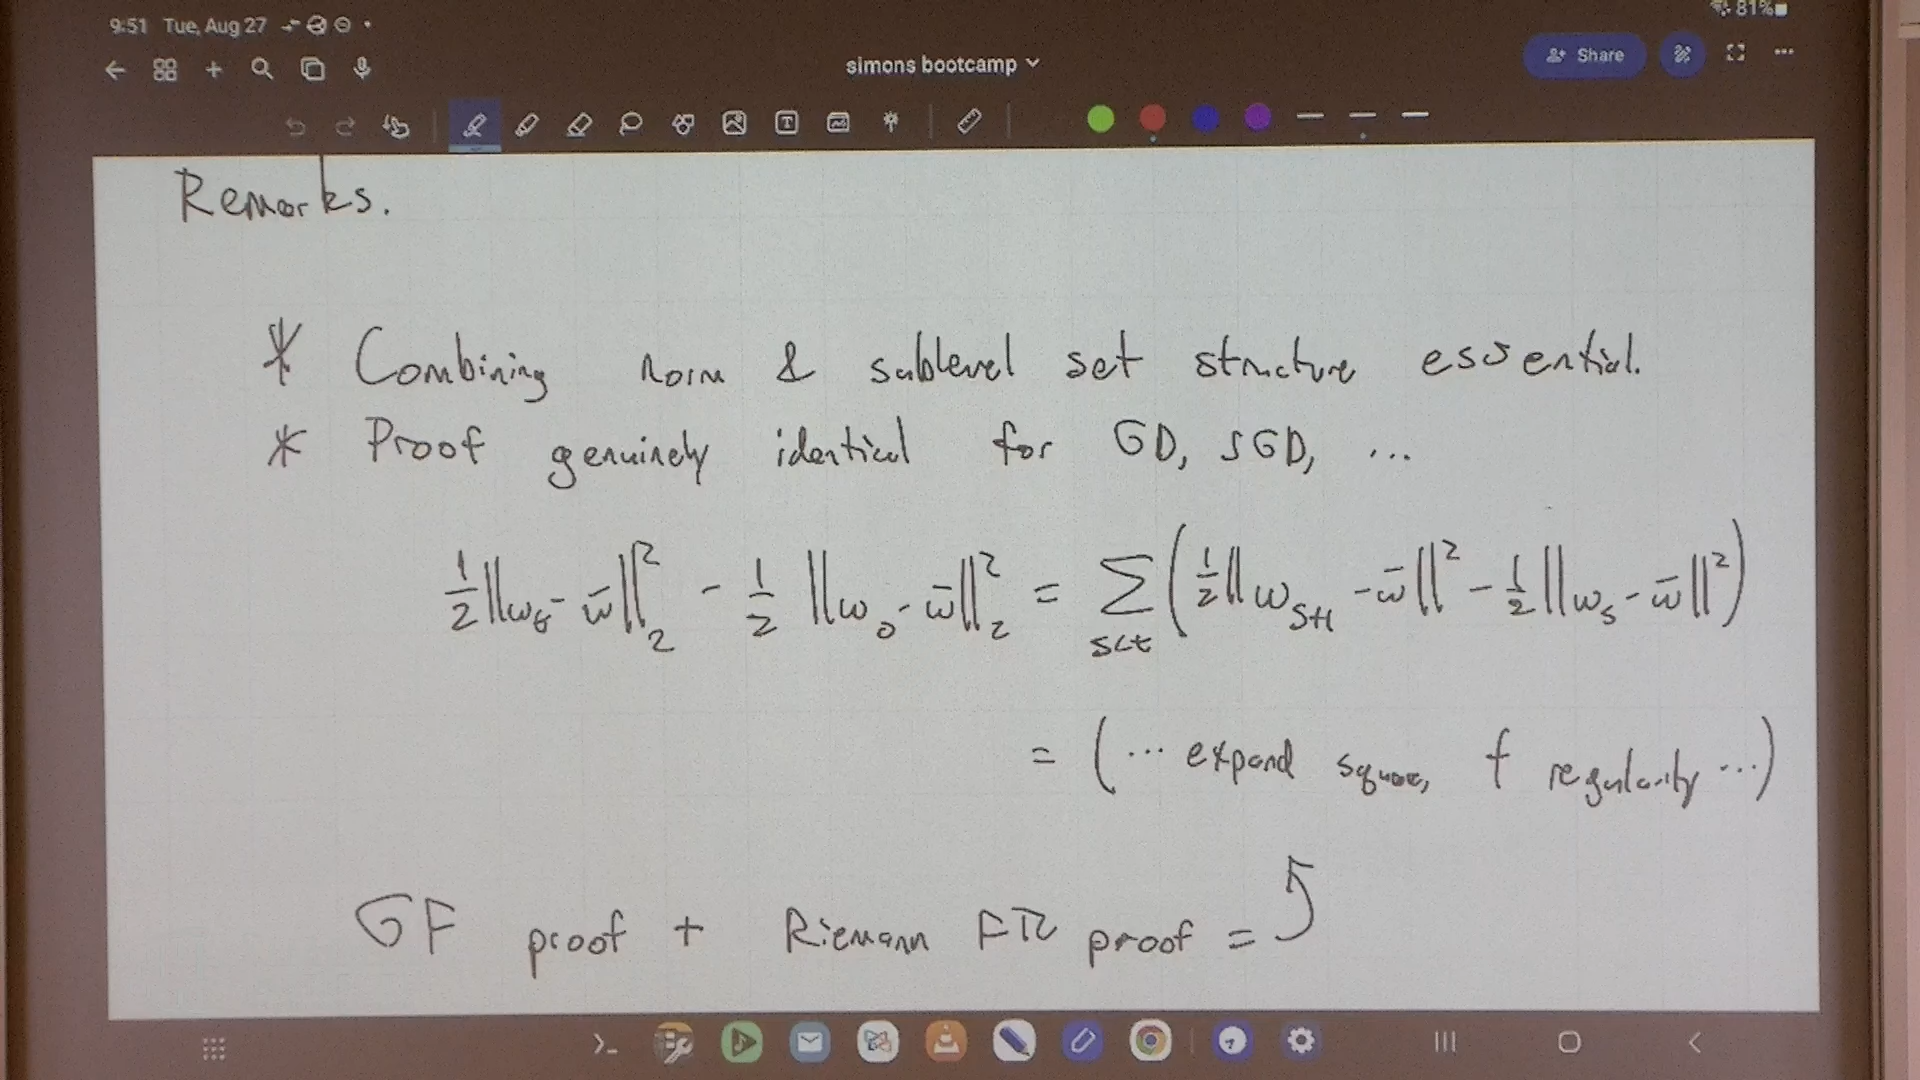 9:51 Tue, Aug 27
81%
simons bootcamp
Share
Remarks.
* Combining norm & sublevel set structure essential.
* Proof genuinely identical for GD, SGD, ...
½||w_t - w̄||₂² - ½||w₀ - w̄||₂² = Σ_{s<t} (½||w_{s+1} - w̄||² - ½||w_s - w̄||²)
= (... expand square, f regularity ...)
GF proof + Riemann proof = 5